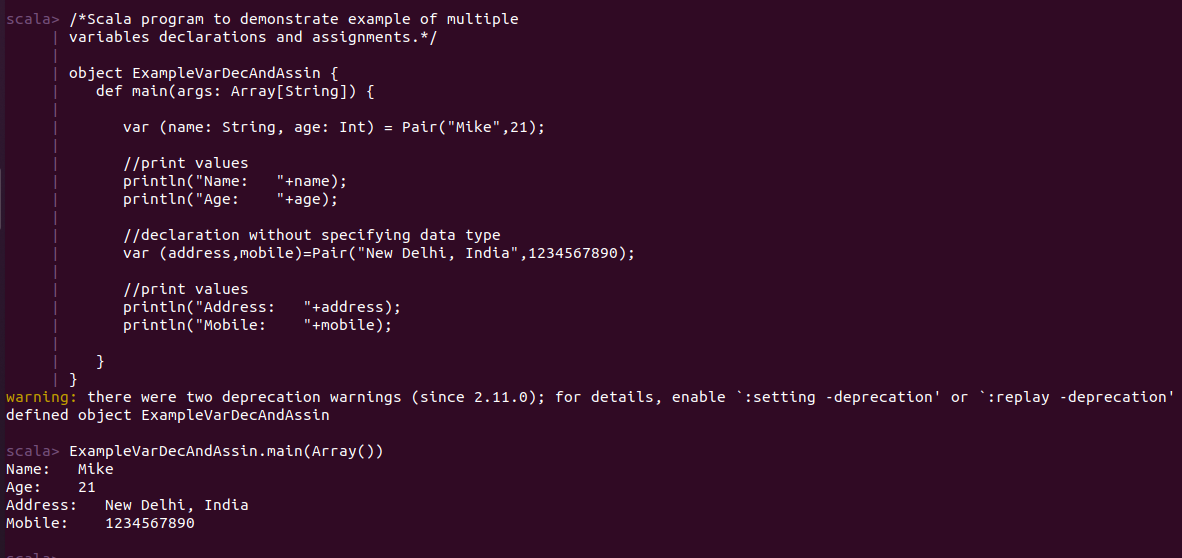 scala> /*Scala program to demonstrate example of multiple
     | variables declarations and assignments.*/
     |
     | object ExampleVarDecAndAssin {
     |    def main(args: Array[String]) {
     |
     |       var (name: String, age: Int) = Pair("Mike",21);
     |
     |       //print values
     |       println("Name:   "+name);
     |       println("Age:    "+age);
     |
     |       //declaration without specifying data type
     |       var (address,mobile)=Pair("New Delhi, India",1234567890);
     |
     |       //print values
     |       println("Address:   "+address);
     |       println("Mobile:    "+mobile);
     |
     |    }
     | }
warning: there were two deprecation warnings (since 2.11.0); for details, enable `:setting -deprecation' or `:replay -deprecation'
defined object ExampleVarDecAndAssin

scala> ExampleVarDecAndAssin.main(Array())
Name:   Mike
Age:    21
Address:   New Delhi, India
Mobile:    1234567890

scala>